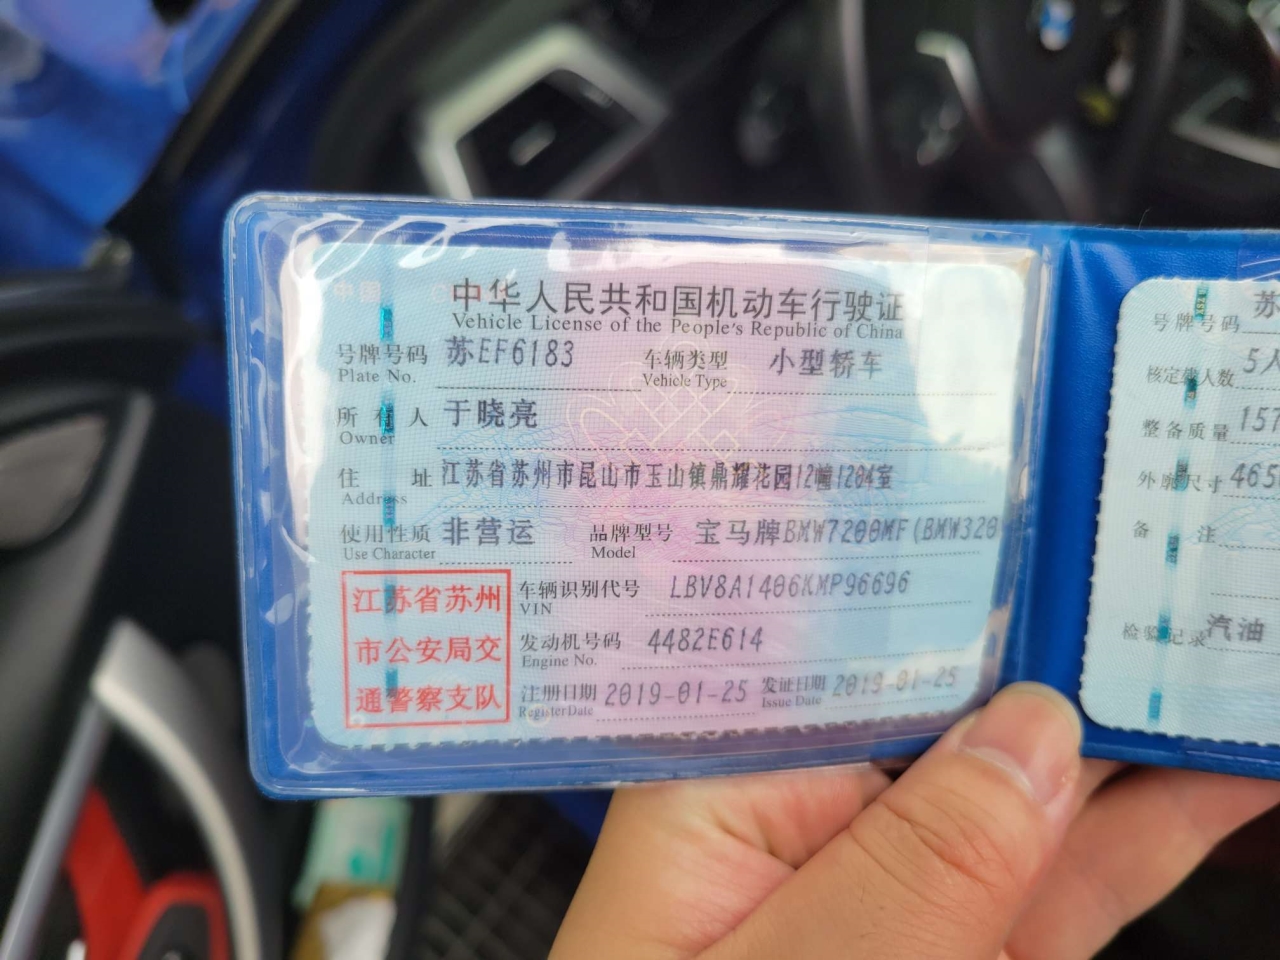 中华人民共和国机动车行驶证
Vehicle License of the People's Republic of China
号牌号码 苏EF6183 车辆类型 小型轿车
Plate No. Vehicle Type
所有人 于晓亮
Owner
住址 江苏省苏州市昆山市玉山镇鼎耀花园12幢1204室
Address
使用性质 非营运 品牌型号 宝马牌BMW7200MF(BMW320
Use Character Model
江苏省苏州
市公安局交
通警察支队
车辆识别代号 LBV8A1406KMP96696
VIN
发动机号码 4482E614
Engine No.
注册日期 2019-01-25 发证日期 2019-01-25
Register Date Issue Date
号牌号码 苏
核定载人数 5人
整备质量 157
外廓尺寸 465
备注
检验记录 汽油